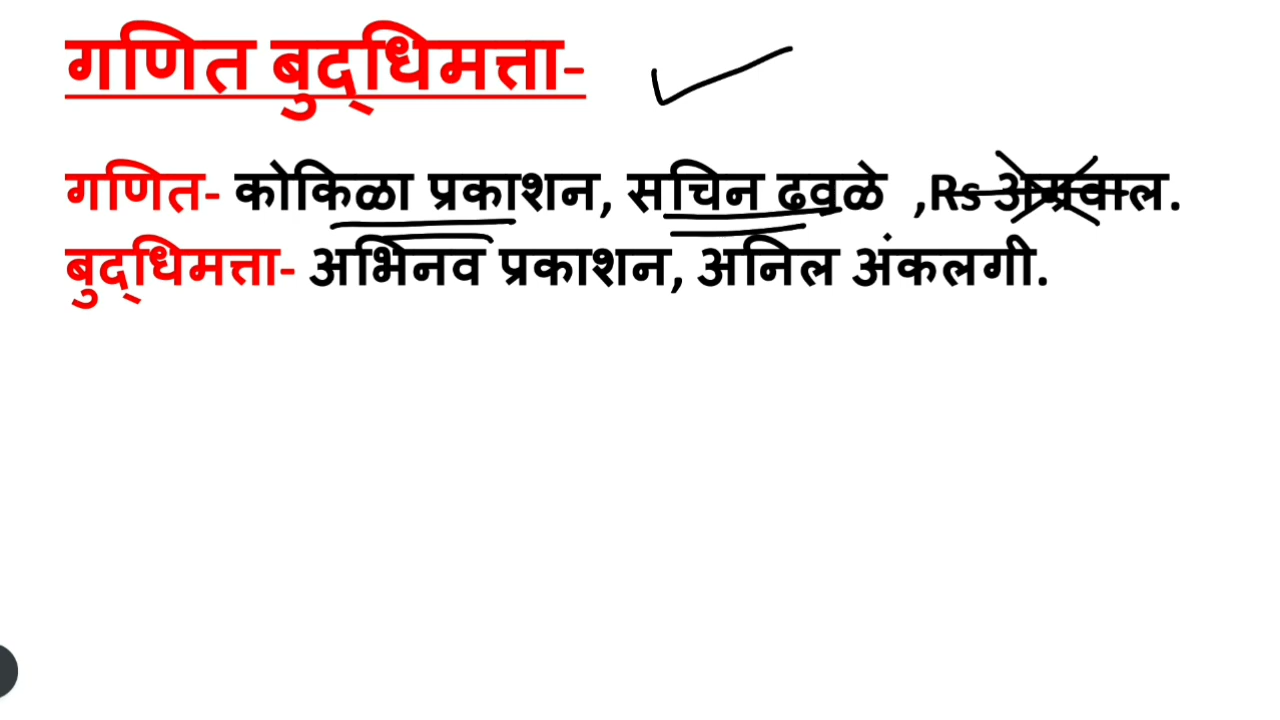 गणित बुद्धिमत्ता-
गणित- कोकिळा प्रकाशन, सचिन ढवळे ,Rs अग्रवाल.
बुद्धिमत्ता- अभिनव प्रकाशन, अनिल अंकलगी.